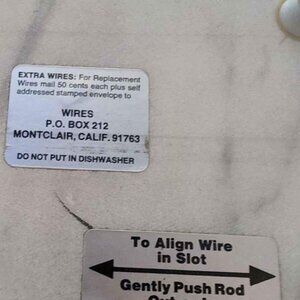 EXTRA WIRES: For Replacement
Wires mail 50 cents each plus self
addressed stamped envelope to
WIRES
P.O. BOX 212
MONTCLAIR, CALIF. 91763
DO NOT PUT IN DISHWASHER
To Align Wire
in Slot
Gently Push Rod